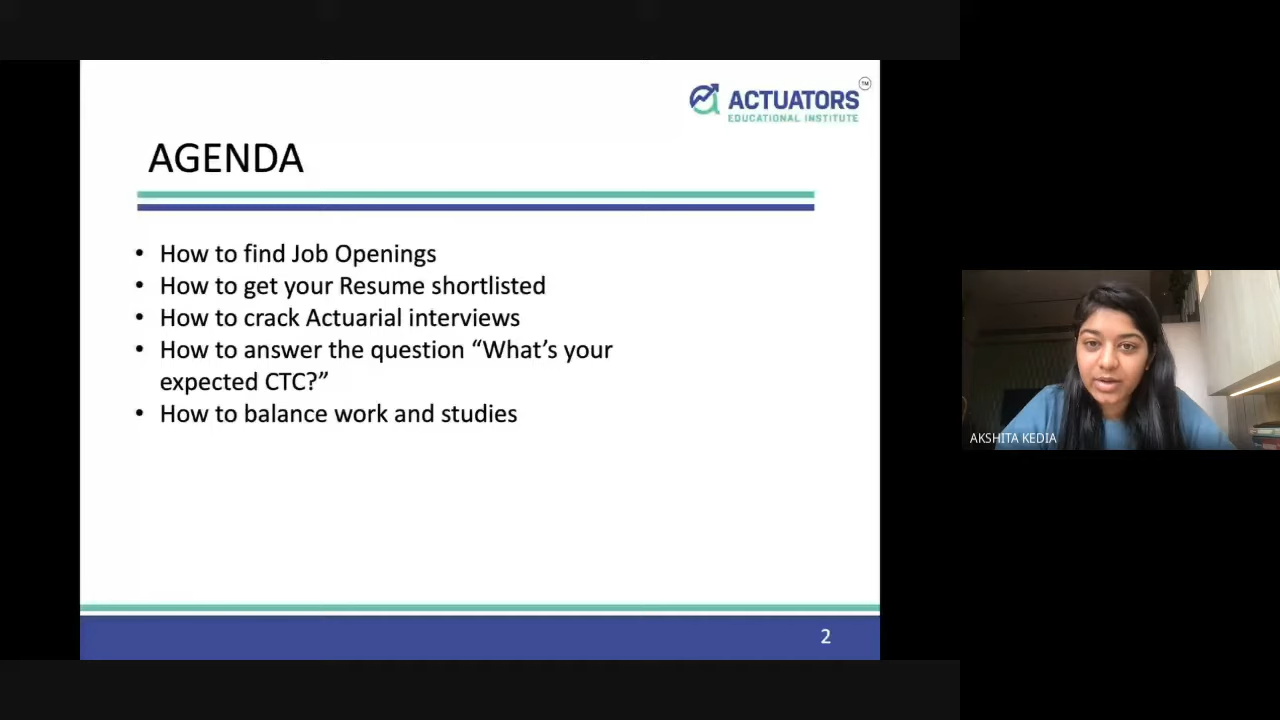 TM
ACTUATORS
EDUCATIONAL INSTITUTE
AGENDA
• How to find Job Openings
• How to get your Resume shortlisted
• How to crack Actuarial interviews
• How to answer the question “What’s your
expected CTC?”
• How to balance work and studies
2
AKSHITA KEDIA